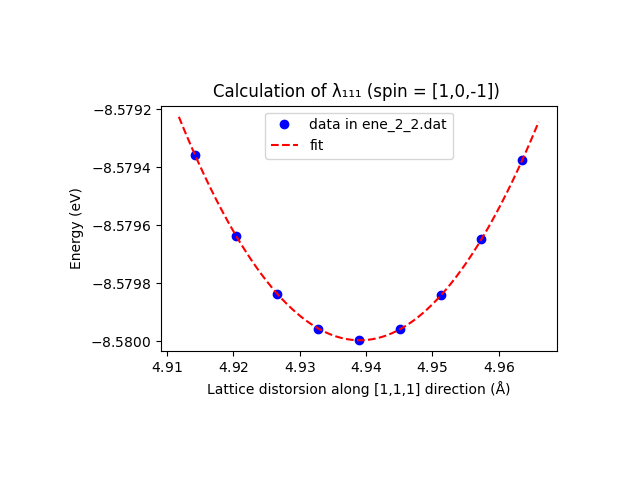 Calculation of λ₁₁₁ (spin = [1,0,-1])
data in ene_2_2.dat
fit
Energy (eV)
−8.5792
−8.5794
−8.5796
−8.5798
−8.5800
4.91 4.92 4.93 4.94 4.95 4.96
Lattice distorsion along [1,1,1] direction (Å)